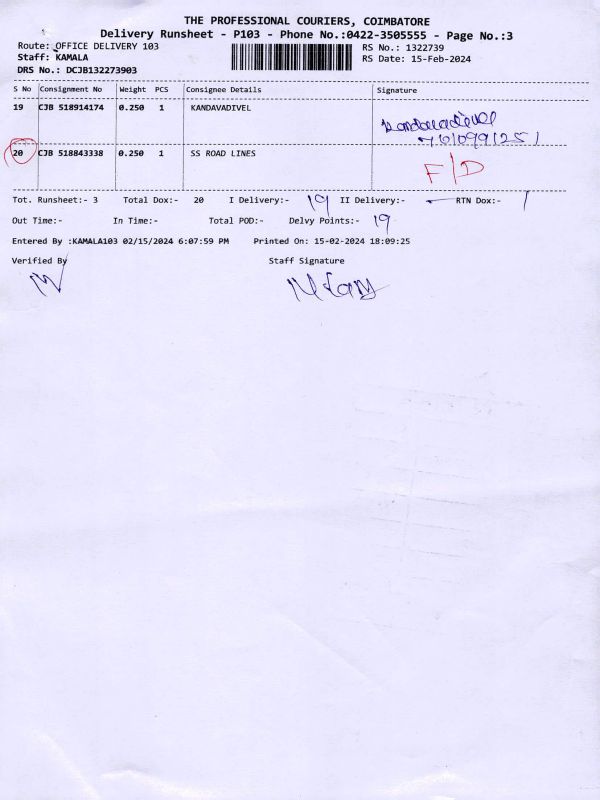 THE PROFESSIONAL COURIERS, COIMBATORE
Delivery Runsheet - P103 - Phone No.:0422-3505555 - Page No.:3
Route: OFFICE DELIVERY 103 RS No.: 1322739
Staff: KAMALA RS Date: 15-Feb-2024
DRS No.: DCJB132273903
S No Consignment No Weight PCS Consignee Details Signature
19 CJB 518914174 0.250 1 KANDAVADIVEL
Kandavadivel
20 CJB 518843338 0.250 1 SS ROAD LINES
F/D
Tot. Runsheet:- 3 Total Dox:- 20 I Delivery:- 19 II Delivery:- - RTN Dox:- 1
Out Time:- In Time:- Total POD:- Delvy Points:- 19
Entered By :KAMALA103 02/15/2024 6:07:59 PM Printed On: 15-02-2024 18:09:25
Verified By Staff Signature